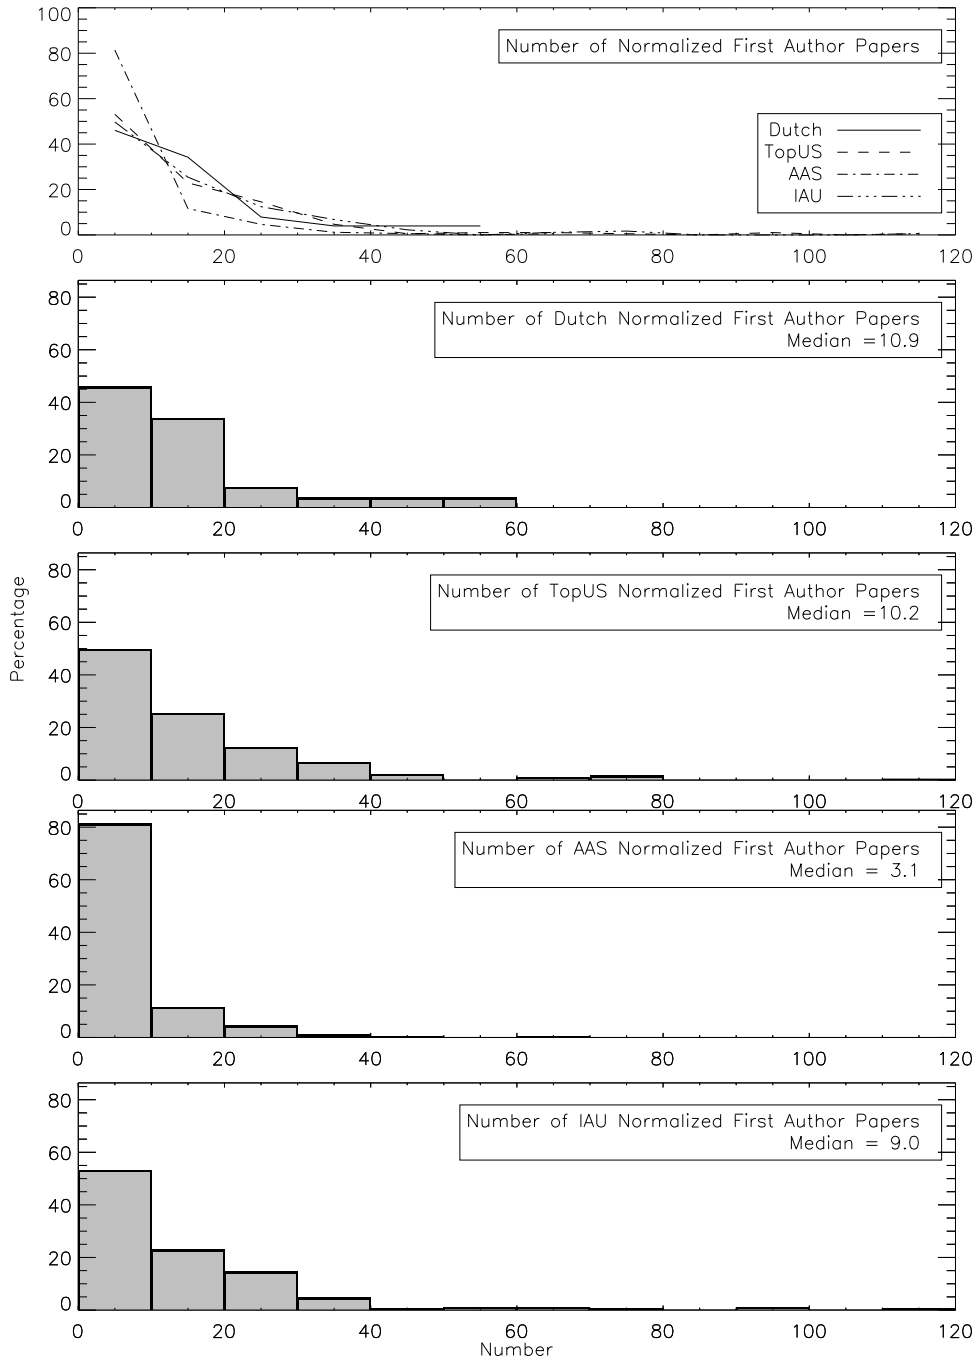 100
80
60
40
20
0
Number of Normalized First Author Papers
Dutch
TopUS
AAS
IAU
0 20 40 60 80 100 120
80
60
40
20
0
Number of Dutch Normalized First Author Papers
Median =10.9
0 20 40 60 80 100 120
Percentage
80
60
40
20
0
Number of TopUS Normalized First Author Papers
Median =10.2
0 20 40 60 80 100 120
80
60
40
20
0
Number of AAS Normalized First Author Papers
Median = 3.1
0 20 40 60 80 100 120
80
60
40
20
0
Number of IAU Normalized First Author Papers
Median = 9.0
0 20 40 60 80 100 120
Number